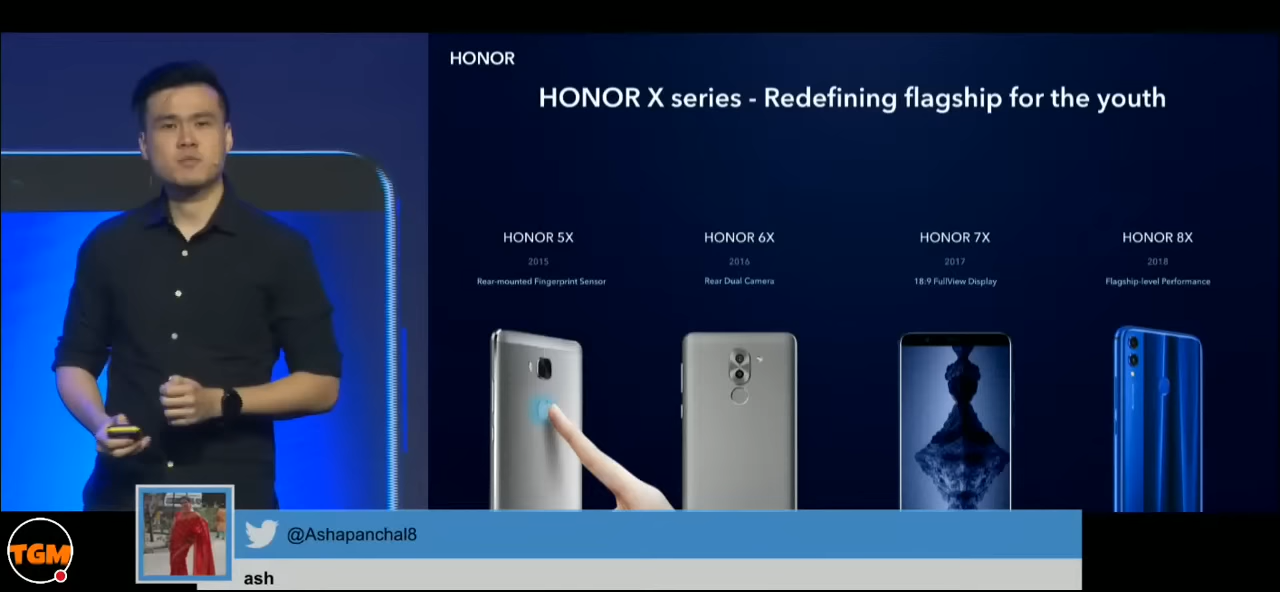 HONOR
HONOR X series - Redefining flagship for the youth
HONOR 5X
2015
Rear-mounted Fingerprint Sensor
HONOR 6X
2016
Rear Dual Camera
HONOR 7X
2017
18:9 FullView Display
HONOR 8X
2018
Flagship-level Performance
@Ashapanchal8
ash
TGM